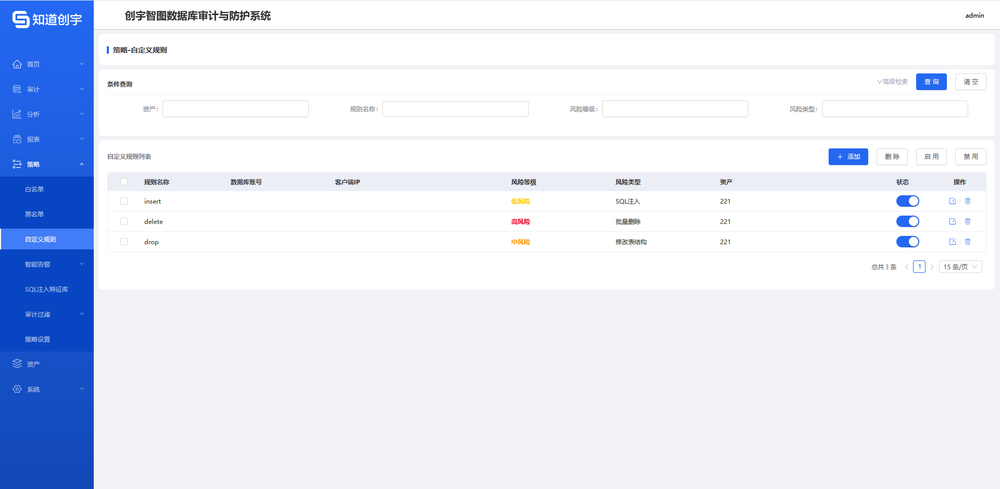 知道创宇
创宇智图数据库审计与防护系统
admin
首页
审计
分析
报表
策略
白名单
黑名单
自定义规则
智能告警
SQL注入特征库
审计过滤
策略设置
资产
系统
策略-自定义规则
条件查询
高级检索
查 询
清 空
资产：
规则名称：
风险等级：
风险类型：
自定义规则列表
＋ 添加
删 除
启 用
禁 用
规则名称 数据库账号 客户端IP 风险等级 风险类型 资产 状态 操作
insert 低风险 SQL注入 221
delete 高风险 批量删除 221
drop 中风险 修改表结构 221
总共 3 条 < 1 > 15 条/页